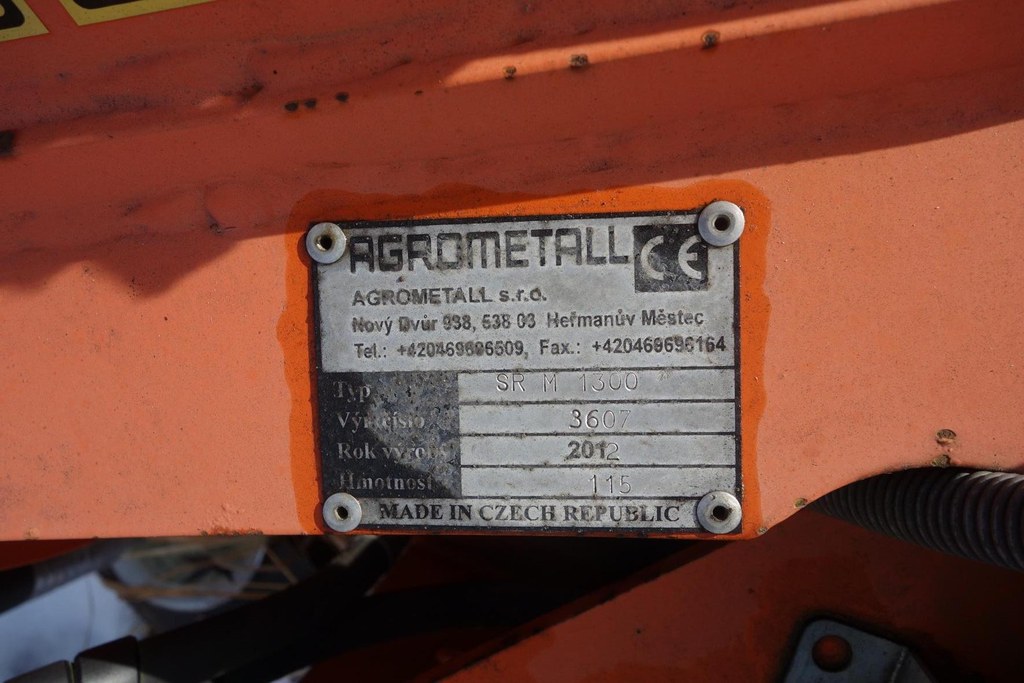 AGROMETALL CE
AGROMETALL s.r.o.
Nový Dvůr 938, 538 03 Heřmanův Městec
Tel.: +420469696509, Fax.: +420469696164
Typ SR M 1300
Výr. číslo 3607
Rok výroby 2012
Hmotnost 115
MADE IN CZECH REPUBLIC